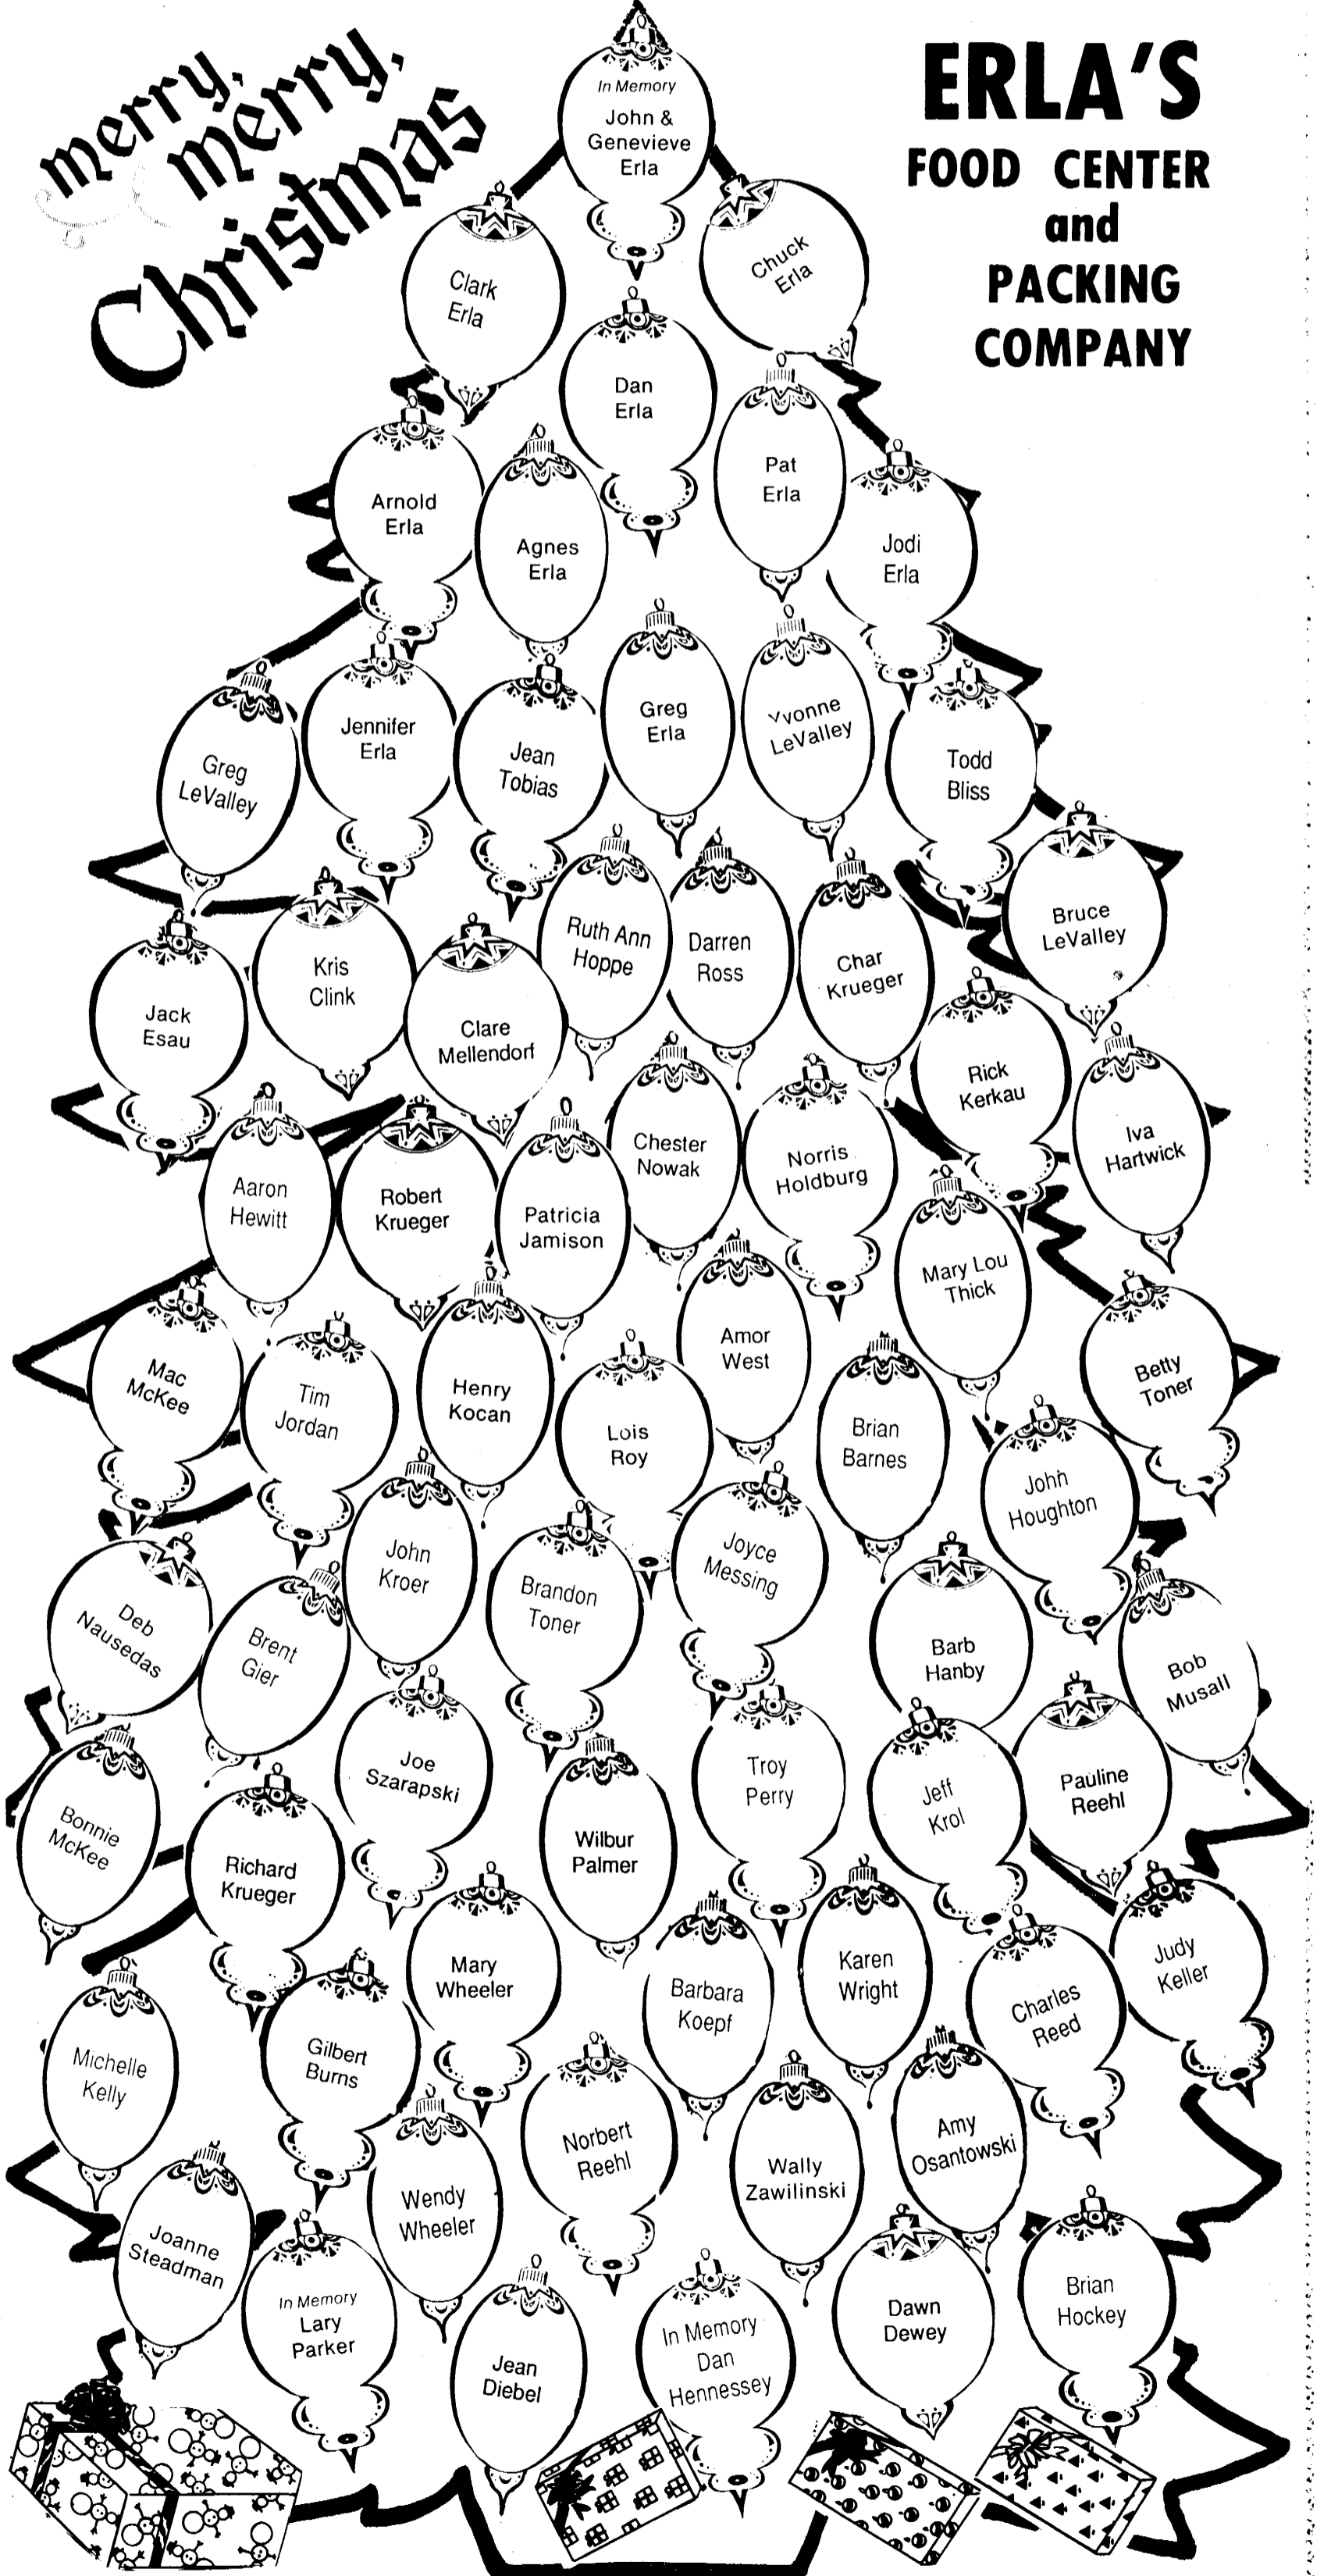 merry,
merry,
Christmas
ERLA'S
FOOD CENTER
and
PACKING
COMPANY
In Memory
John &
Genevieve
Erla
Clark
Erla
Chuck
Erla
Dan
Erla
Pat
Erla
Arnold
Erla
Agnes
Erla
Jodi
Erla
Greg
LeValley
Jennifer
Erla
Jean
Tobias
Greg
Erla
Yvonne
LeValley
Todd
Bliss
Bruce
LeValley
Jack
Esau
Kris
Clink
Clare
Mellendorf
Ruth Ann
Hoppe
Darren
Ross
Char
Krueger
Rick
Kerkau
Iva
Hartwick
Aaron
Hewitt
Robert
Krueger
Patricia
Jamison
Chester
Nowak
Norris
Holdburg
Mary Lou
Thick
Betty
Toner
Mac
McKee
Tim
Jordan
Henry
Kocan
Lois
Roy
Amor
West
Brian
Barnes
John
Houghton
Deb
Nausedas
Brent
Gier
John
Kroer
Brandon
Toner
Joyce
Messing
Barb
Hanby
Bob
Musall
Bonnie
McKee
Richard
Krueger
Joe
Szarapski
Wilbur
Palmer
Troy
Perry
Jeff
Krol
Pauline
Reehl
Michelle
Kelly
Gilbert
Burns
Mary
Wheeler
Barbara
Koepf
Karen
Wright
Charles
Reed
Judy
Keller
Joanne
Steadman
Wendy
Wheeler
Norbert
Reehl
Wally
Zawilinski
Amy
Osantowski
In Memory
Lary
Parker
Jean
Diebel
In Memory
Dan
Hennessey
Dawn
Dewey
Brian
Hockey